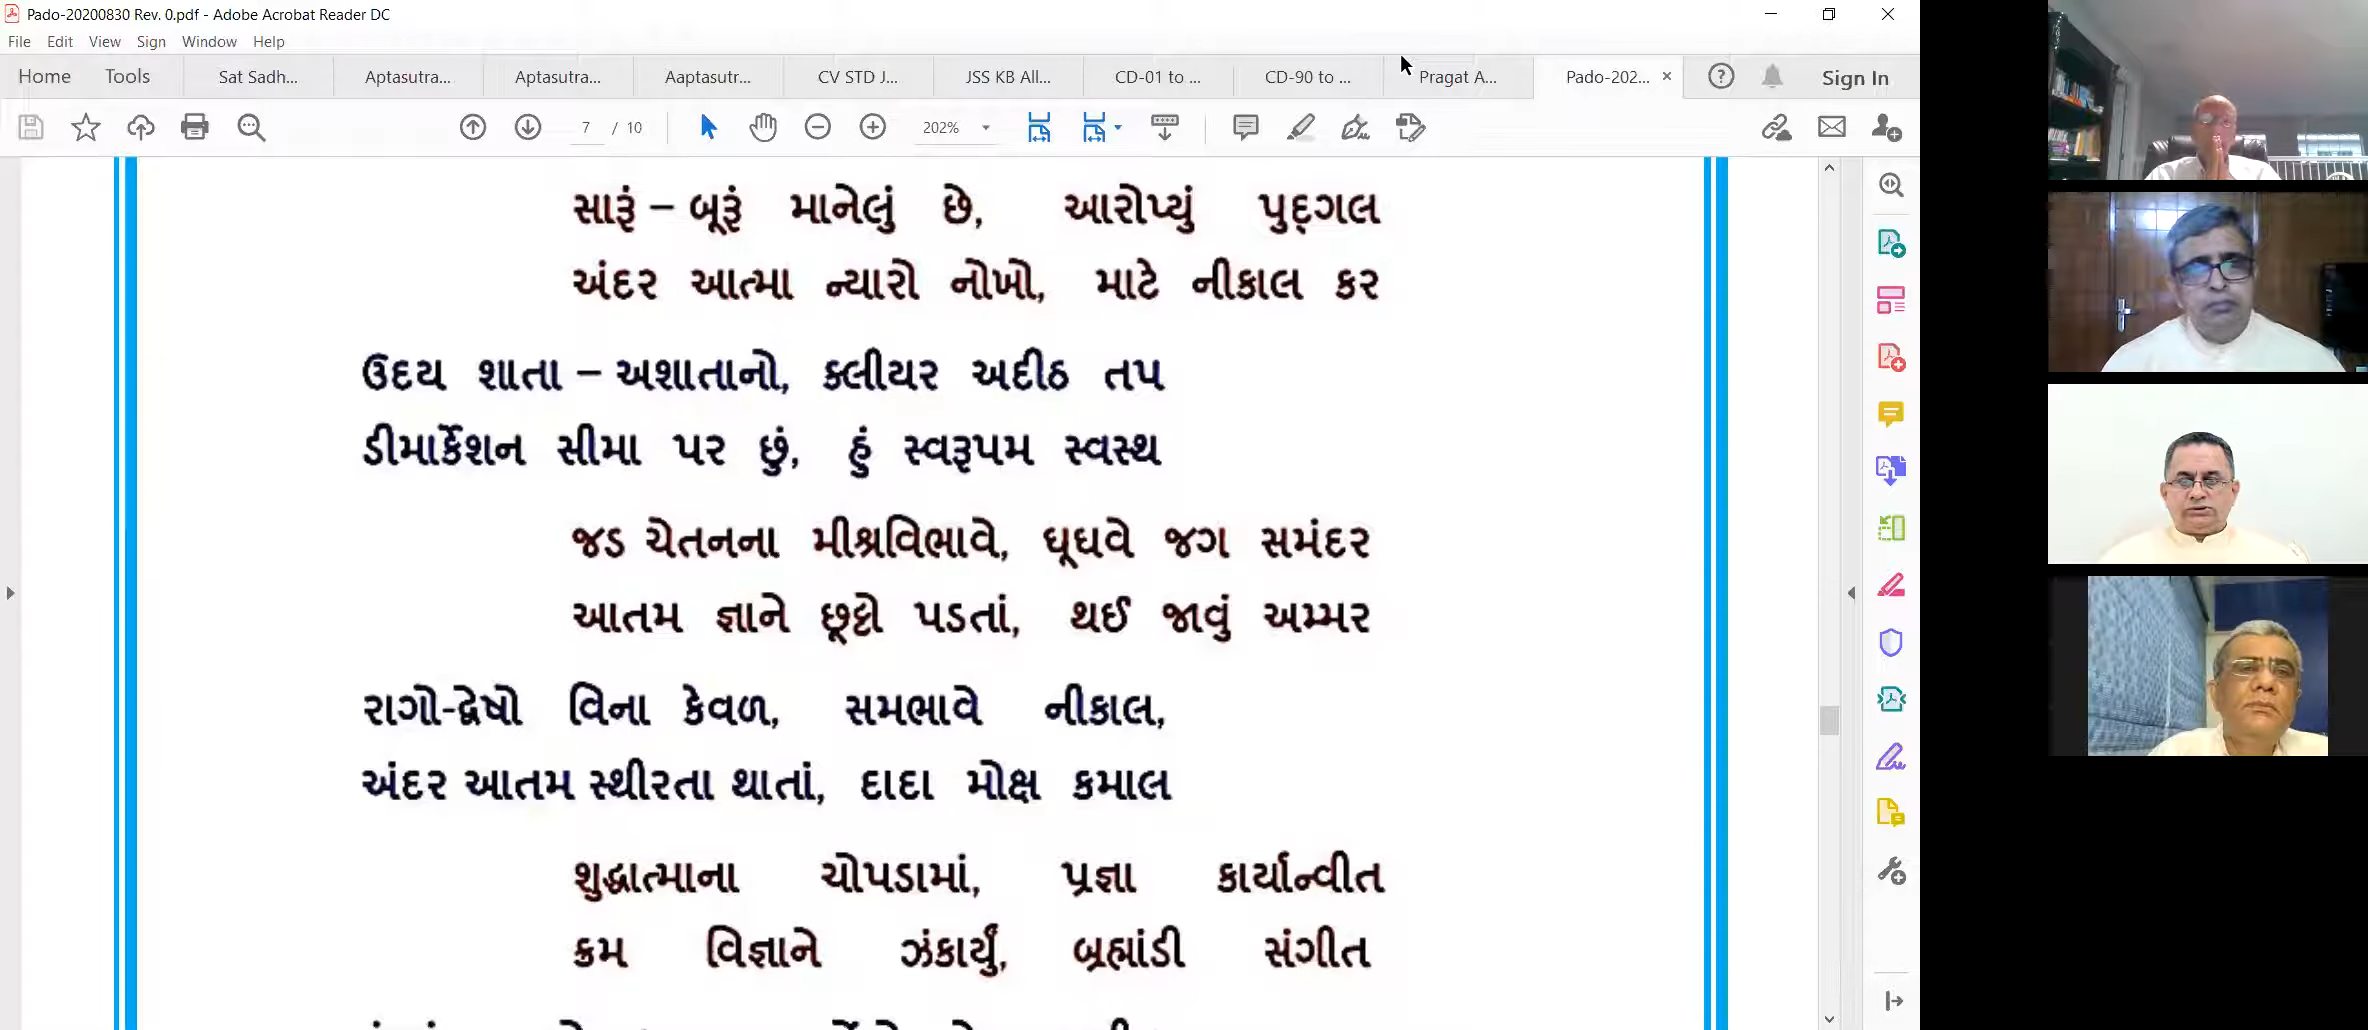 Pado-20200830 Rev. 0.pdf - Adobe Acrobat Reader DC
File Edit View Sign Window Help
Home Tools Sat Sadh... Aptasutra... Aptasutra... Aaptasutr... CV STD J... JSS KB All... CD-01 to ... CD-90 to ... Pragat A... Pado-202... Sign In
7 / 10 202%
સારૂં – બૂરૂં માનેલું છે, આરોપ્યું પુદ્ગલ
અંદર આત્મા ન્યારો નોખો, માટે નીકાલ કર
ઉદય શાતા – અશાતાનો, ક્લીયર અદીઠ તપ
ડીમાર્કેશન સીમા પર છું, હું સ્વરૂપમ સ્વસ્થ
જડ ચેતનના મીશ્રવિભાવે, ઘૂઘવે જગ સમંદર
આતમ જ્ઞાને છૂટ્ટો પડતાં, થઈ જાવું અમ્મર
રાગો-દ્વેષો વિના કેવળ, સમભાવે નીકાલ,
અંદર આતમ સ્થીરતા થાતાં, દાદા મોક્ષ કમાલ
શુદ્ધાત્માના ચોપડામાં, પ્રજ્ઞા કાર્યાન્વીત
ક્રમ વિજ્ઞાને ઝંકાર્યું, બ્રહ્માંડી સંગીત